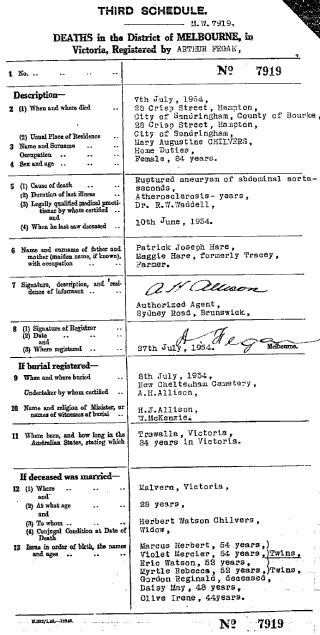 THIRD SCHEDULE.
M.W. 7919.
DEATHS in the District of MELBOURNE, in
Victoria, Registered by ARTHUR FEGAN,
1 No. .. .. .. .. No 7919
Description—
2 (1) When and where died
7th July, 1954,
28 Crisp Street, Hampton,
City of Sandringham, County of Bourke,
(2) Usual Place of Residence ..
28 Crisp Street, Hampton,
City of Sandringham,
3 Name and Surname .. ..
Mary Augustine CHILVERS,
Occupation .. .. ..
Home Duties,
4 Sex and age .. .. ..
Female, 84 years.
5 (1) Cause of death ..
Ruptured aneurysm of abdominal aorta-
(2) Duration of last illness ..
seconds,
(3) Legally qualified medical practi-
Atherosclerosis- years,
tioner by whom certified ..
Dr. R.W.Waddell,
and
(4) When he last saw deceased ..
10th June, 1954.
6 Name and surname of father and
mother (maiden name, if known),
with occupation .. ..
Patrick Joseph Hare,
Maggie Hare, formerly Tracey,
Farmer.
7 Signature, description, and resi-
dence of informant .. ..
A H Allison
Authorized Agent,
Sydney Road, Brunswick,
8 (1) Signature of Registrar ..
(2) Date .. .. ..
and
A. Fegan
(3) Where registered .. ..
27th July, 1954. Melbourne.
If burial registered—
9 When and where buried ..
8th July, 1954,
New Cheltenham Cemetery,
Undertaker by whom certified ..
A.H.Allison,
10 Name and religion of Minister, or
names of witnesses of burial ..
H.J.Allison,
W.McKenzie.
11 Where born, and how long in the
Australian States, stating which
Trawalla, Victoria,
84 years in Victoria.
If deceased was married—
12 (1) Where .. .. ..
Malvern, Victoria,
and
(2) At what age .. ..
28 years,
and
(3) To whom .. .. ..
Herbert Watson Chilvers,
(4) Conjugal Condition at Date of
Death
Widow,
13 Issue in order of birth, the names
and ages .. .. ..
Marcus Herbert, 54 years,)
Violet Mercier, 54 years,)Twins,
Eric Watson, 52 years,)
Myrtle Rebecca, 52 years,)Twins,
Gordon Reginald, deceased,
Daisy May, 48 years,
Olive Irene, 44years.
No 7919